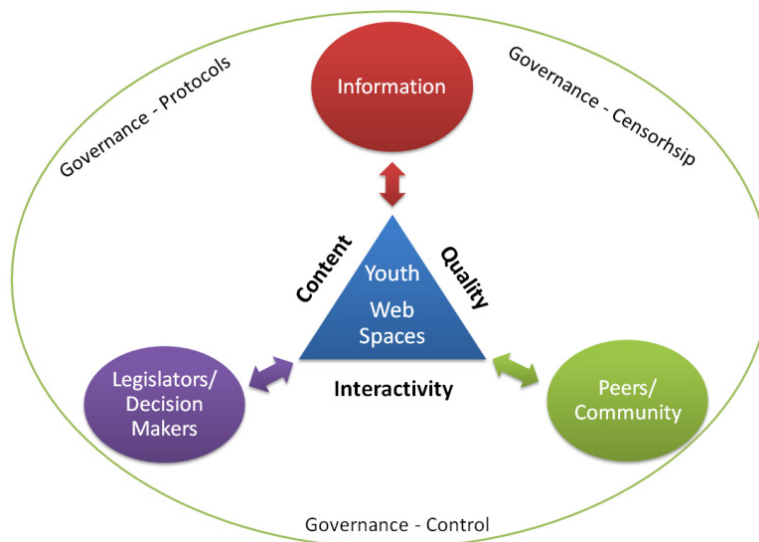 Governance - Protocols
Information
Governance - Censorhsip
Content
Quality
Youth
Web
Spaces
Legislators/
Decision
Makers
Interactivity
Peers/
Community
Governance - Control